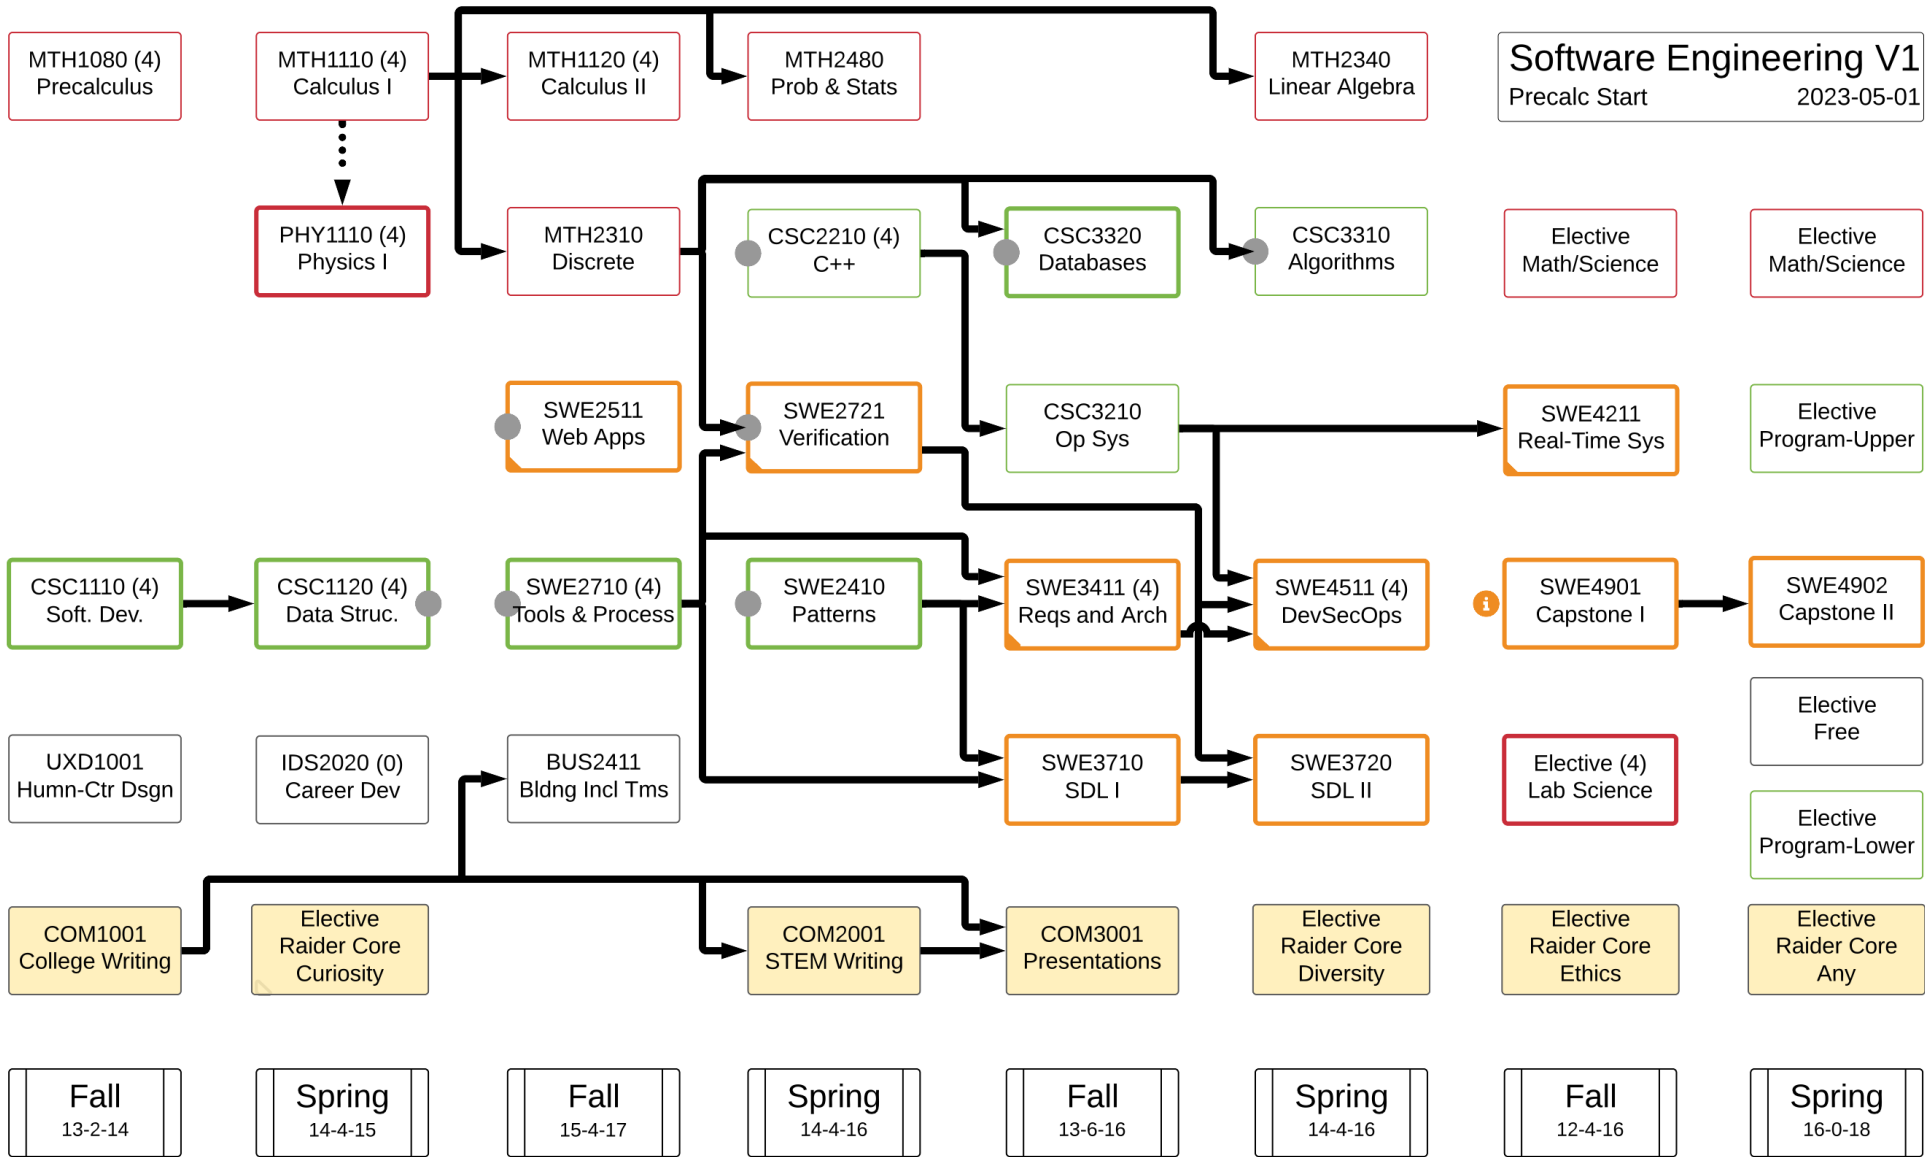 MTH1080 (4)
Precalculus
MTH1110 (4)
Calculus I
MTH1120 (4)
Calculus II
MTH2480
Prob & Stats
MTH2340
Linear Algebra
Software Engineering V1
Precalc Start 2023-05-01
PHY1110 (4)
Physics I
MTH2310
Discrete
CSC2210 (4)
C++
CSC3320
Databases
CSC3310
Algorithms
Elective
Math/Science
Elective
Math/Science
SWE2511
Web Apps
SWE2721
Verification
CSC3210
Op Sys
SWE4211
Real-Time Sys
Elective
Program-Upper
CSC1110 (4)
Soft. Dev.
CSC1120 (4)
Data Struc.
SWE2710 (4)
Tools & Process
SWE2410
Patterns
SWE3411 (4)
Reqs and Arch
SWE4511 (4)
DevSecOps
i
SWE4901
Capstone I
SWE4902
Capstone II
UXD1001
Humn-Ctr Dsgn
IDS2020 (0)
Career Dev
BUS2411
Bldng Incl Tms
SWE3710
SDL I
SWE3720
SDL II
Elective (4)
Lab Science
Elective
Free
Elective
Program-Lower
COM1001
College Writing
Elective
Raider Core
Curiosity
COM2001
STEM Writing
COM3001
Presentations
Elective
Raider Core
Diversity
Elective
Raider Core
Ethics
Elective
Raider Core
Any
Fall
13-2-14
Spring
14-4-15
Fall
15-4-17
Spring
14-4-16
Fall
13-6-16
Spring
14-4-16
Fall
12-4-16
Spring
16-0-18